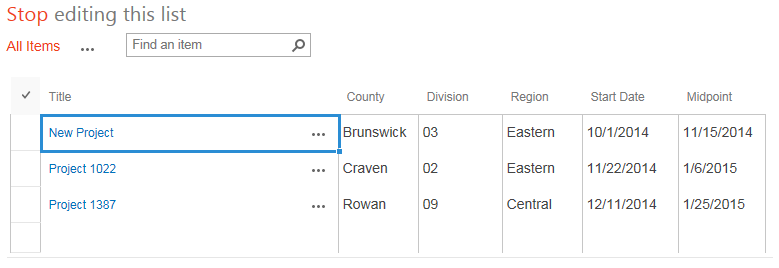 Stop editing this list
All Items ... Find an item
Title County Division Region Start Date Midpoint
New Project ... Brunswick 03 Eastern 10/1/2014 11/15/2014
Project 1022 ... Craven 02 Eastern 11/22/2014 1/6/2015
Project 1387 ... Rowan 09 Central 12/11/2014 1/25/2015